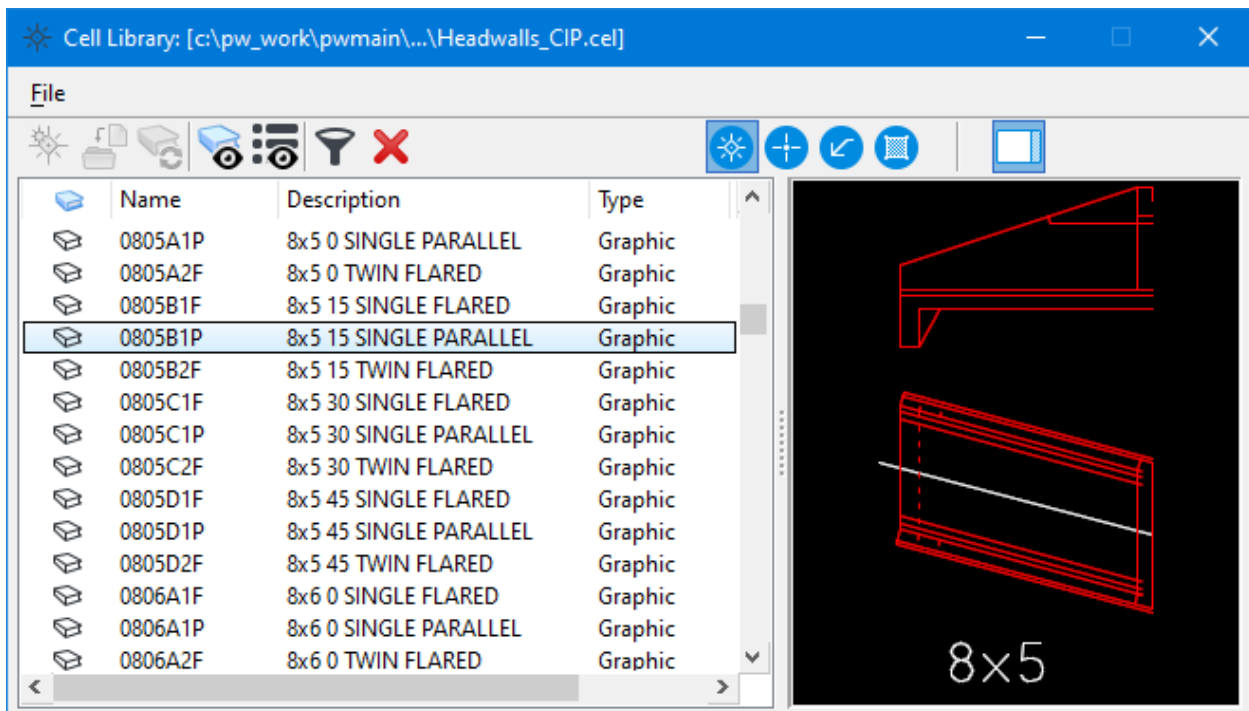 Cell Library: [c:\pw_work\pwmain\...\Headwalls_CIP.cel]
File
Name Description Type
0805A1P 8x5 0 SINGLE PARALLEL Graphic
0805A2F 8x5 0 TWIN FLARED Graphic
0805B1F 8x5 15 SINGLE FLARED Graphic
0805B1P 8x5 15 SINGLE PARALLEL Graphic
0805B2F 8x5 15 TWIN FLARED Graphic
0805C1F 8x5 30 SINGLE FLARED Graphic
0805C1P 8x5 30 SINGLE PARALLEL Graphic
0805C2F 8x5 30 TWIN FLARED Graphic
0805D1F 8x5 45 SINGLE FLARED Graphic
0805D1P 8x5 45 SINGLE PARALLEL Graphic
0805D2F 8x5 45 TWIN FLARED Graphic
0806A1F 8x6 0 SINGLE FLARED Graphic
0806A1P 8x6 0 SINGLE PARALLEL Graphic
0806A2F 8x6 0 TWIN FLARED Graphic
8x5